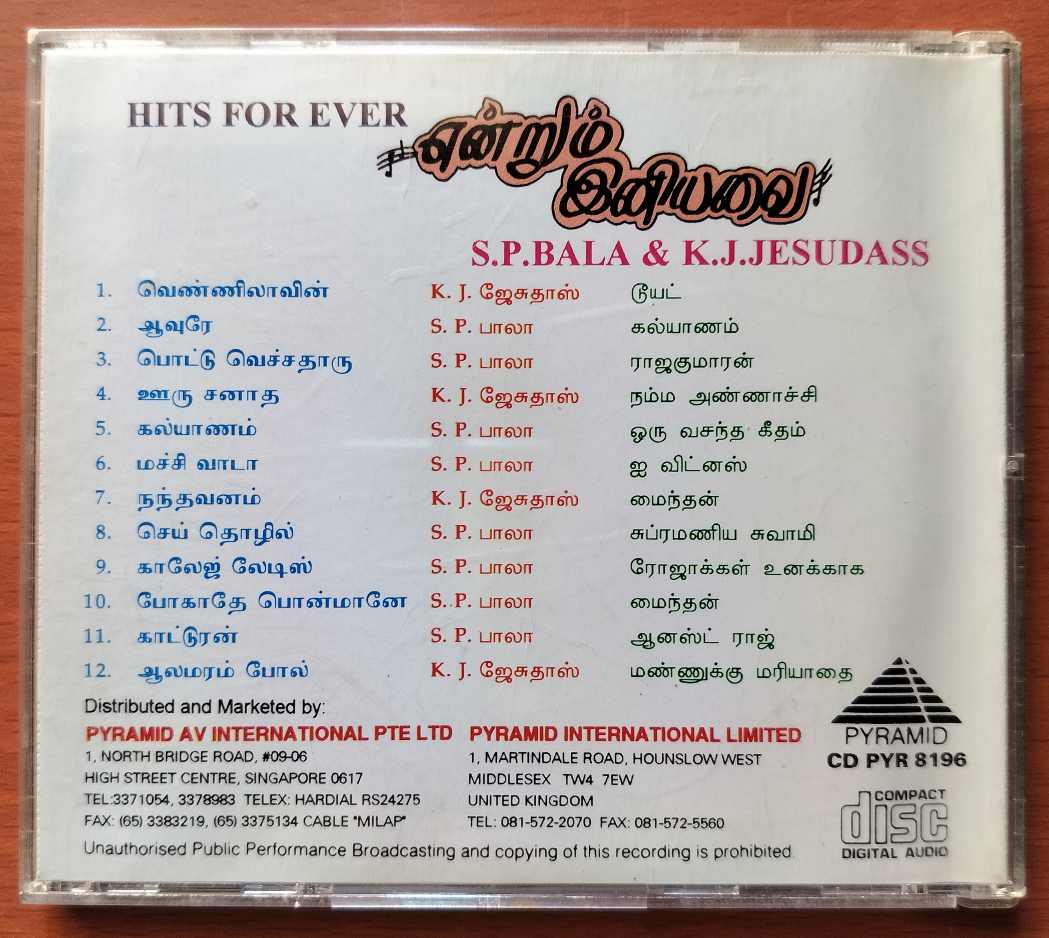 HITS FOR EVER
என்றும்
இனியவை
S.P.BALA & K.J.JESUDASS
1. வெண்ணிலாவின் K. J. ஜேசுதாஸ் டூயட்
2. ஆவுரே S. P. பாலா கல்யாணம்
3. பொட்டு வெச்சதாரு S. P. பாலா ராஜகுமாரன்
4. ஊரு சனாத K. J. ஜேசுதாஸ் நம்ம அண்ணாச்சி
5. கல்யாணம் S. P. பாலா ஒரு வசந்த கீதம்
6. மச்சி வாடா S. P. பாலா ஐ விட்னஸ்
7. நந்தவனம் K. J. ஜேசுதாஸ் மைந்தன்
8. செய் தொழில் S. P. பாலா சுப்ரமணிய சுவாமி
9. காலேஜ் லேடிஸ் S. P. பாலா ரோஜாக்கள் உனக்காக
10. போகாதே பொன்மானே S. P. பாலா மைந்தன்
11. காட்டுரன் S. P. பாலா ஆனஸ்ட் ராஜ்
12. ஆலமரம் போல் K. J. ஜேசுதாஸ் மண்ணுக்கு மரியாதை
Distributed and Marketed by:
PYRAMID AV INTERNATIONAL PTE LTD
1, NORTH BRIDGE ROAD, #09-06
HIGH STREET CENTRE, SINGAPORE 0617
TEL:3371054, 3378983 TELEX: HARDIAL RS24275
FAX: (65) 3383219, (65) 3375134 CABLE "MILAP"
PYRAMID INTERNATIONAL LIMITED
1, MARTINDALE ROAD, HOUNSLOW WEST
MIDDLESEX TW4 7EW
UNITED KINGDOM
TEL: 081-572-2070 FAX: 081-572-5560
Unauthorised Public Performance Broadcasting and copying of this recording is prohibited
PYRAMID
CD PYR 8196
COMPACT
disc
DIGITAL AUDIO